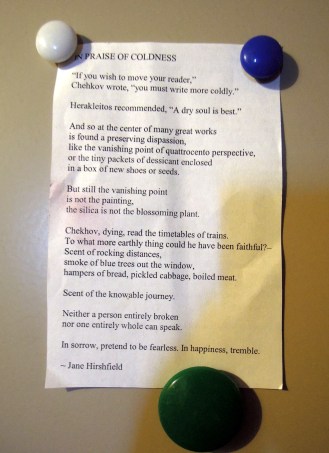 IN PRAISE OF COLDNESS
“If you wish to move your reader,”
Chehkov wrote, “you must write more coldly.”
Herakleitos recommended, “A dry soul is best.”
And so at the center of many great works
is found a preserving dispassion,
like the vanishing point of quattrocento perspective,
or the tiny packets of dessicant enclosed
in a box of new shoes or seeds.
But still the vanishing point
is not the painting,
the silica is not the blossoming plant.
Chekhov, dying, read the timetables of trains.
To what more earthly thing could he have been faithful?–
Scent of rocking distances,
smoke of blue trees out the window,
hampers of bread, pickled cabbage, boiled meat.
Scent of the knowable journey.
Neither a person entirely broken
nor one entirely whole can speak.
In sorrow, pretend to be fearless. In happiness, tremble.
~ Jane Hirshfield